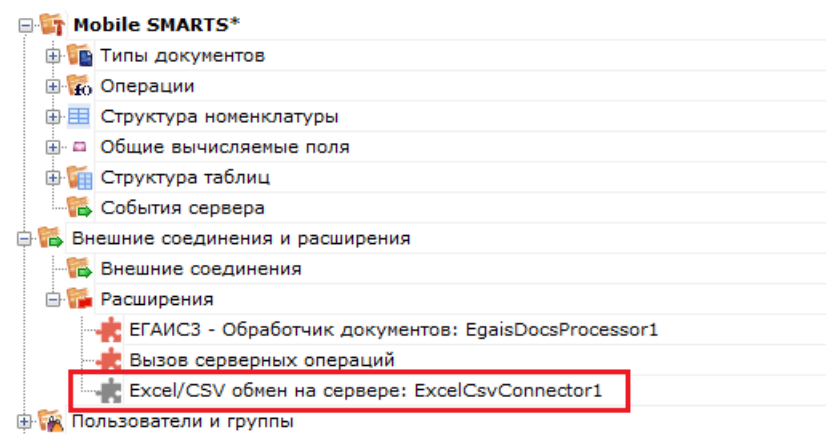 Mobile SMARTS*
Типы документов
Операции
Структура номенклатуры
Общие вычисляемые поля
Структура таблиц
События сервера
Внешние соединения и расширения
Внешние соединения
Расширения
ЕГАИС3 - Обработчик документов: EgaisDocsProcessor1
Вызов серверных операций
Excel/CSV обмен на сервере: ExcelCsvConnector1
Пользователи и группы